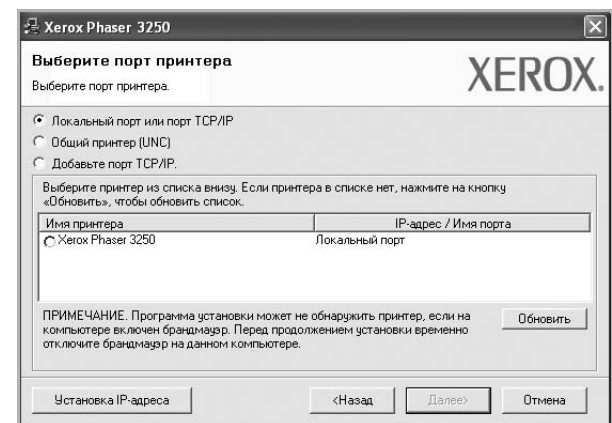 Xerox Phaser 3250
Выберите порт принтера
Выберите порт принтера.
XEROX.
Локальный порт или порт TCP/IP
Общий принтер (UNC)
Добавьте порт TCP/IP.
Выберите принтер из списка внизу. Если принтера в списке нет, нажмите на кнопку
«Обновить», чтобы обновить список.
Имя принтера IP-адрес / Имя порта
Xerox Phaser 3250 Локальный порт
ПРИМЕЧАНИЕ. Программа установки может не обнаружить принтер, если на
компьютере включен брандмауэр. Перед продолжением установки временно
отключите брандмауэр на данном компьютере.
Обновить
Установка IP-адреса <Назад Далее> Отмена